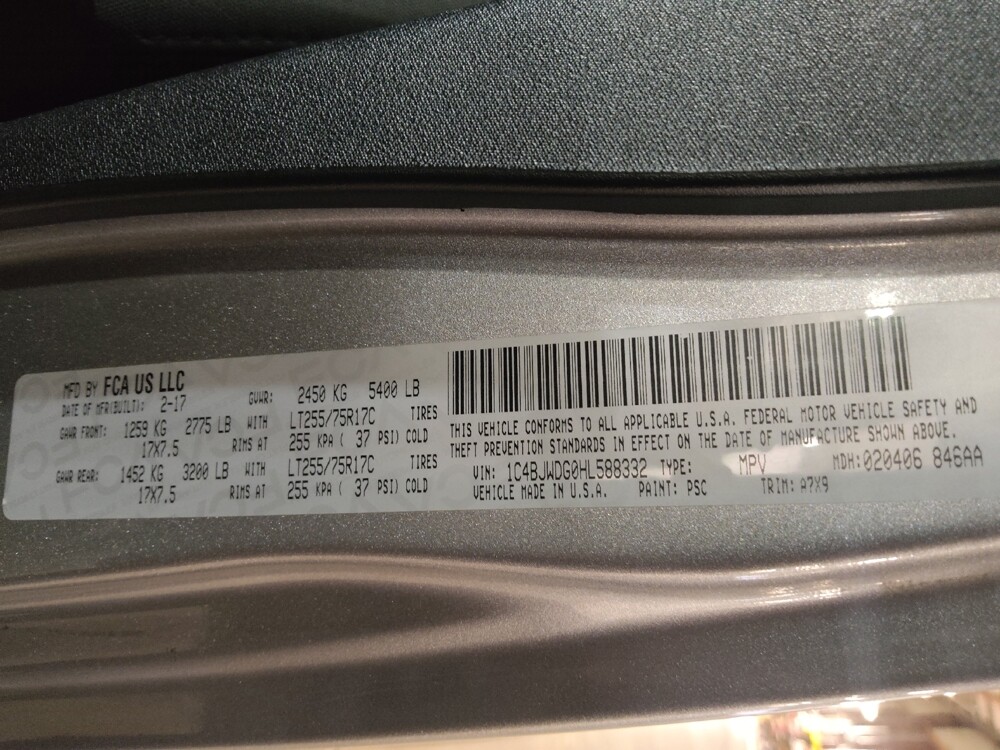 MFD BY FCA US LLC
DATE OF MFR(BUILT): 2-17 GVWR: 2450 KG 5400 LB
GAWR FRONT: 1259 KG 2775 LB WITH LT255/75R17C TIRES
17X7.5 RIMS AT 255 KPA ( 37 PSI) COLD
GAWR REAR: 1452 KG 3200 LB WITH LT255/75R17C TIRES
17X7.5 RIMS AT 255 KPA ( 37 PSI) COLD
THIS VEHICLE CONFORMS TO ALL APPLICABLE U.S.A. FEDERAL MOTOR VEHICLE SAFETY AND
THEFT PREVENTION STANDARDS IN EFFECT ON THE DATE OF MANUFACTURE SHOWN ABOVE.
VIN: 1C4BJWDG0HL588332 TYPE: MPV MDH:020406 846AA
VEHICLE MADE IN U.S.A. PAINT: PSC TRIM: A7X9